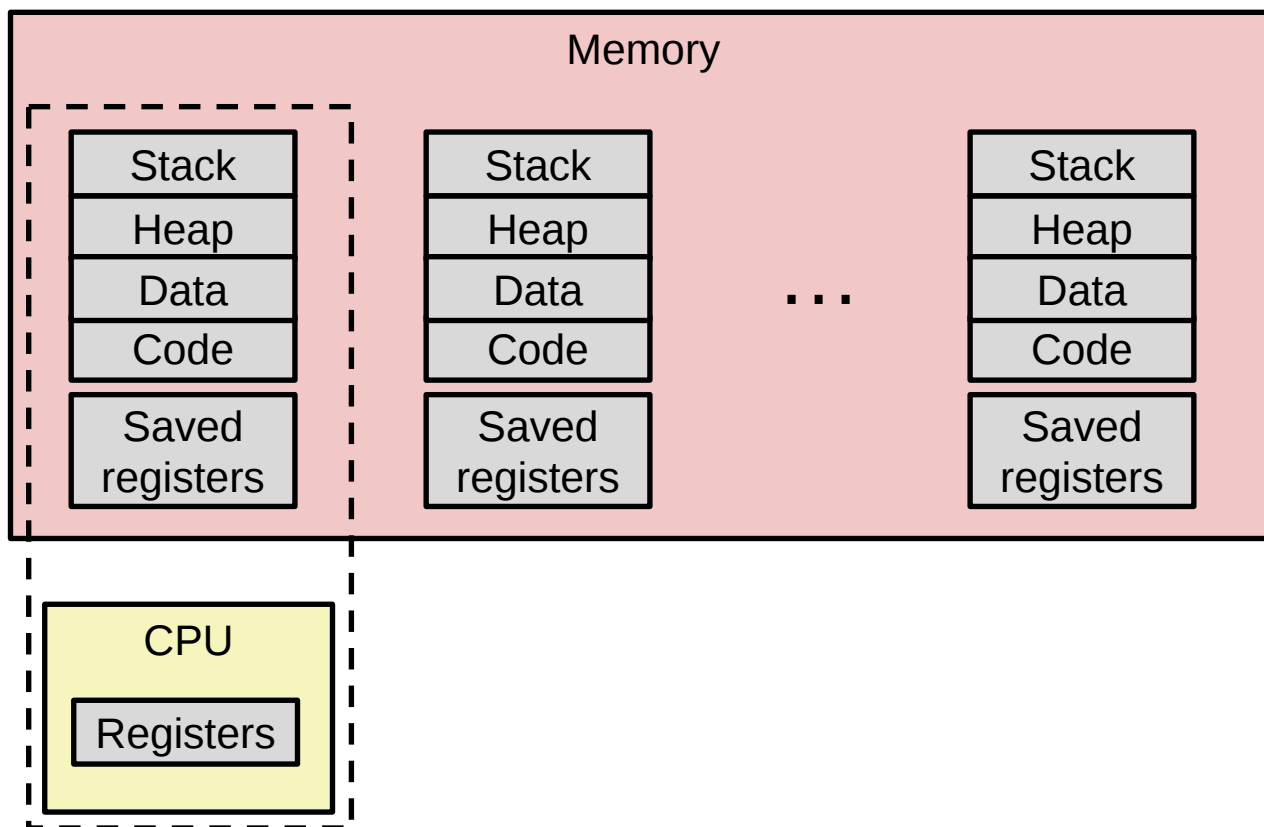 Memory
Stack
Heap
Data
Code
Saved
registers
Stack
Heap
Data
Code
Saved
registers
...
Stack
Heap
Data
Code
Saved
registers
CPU
Registers